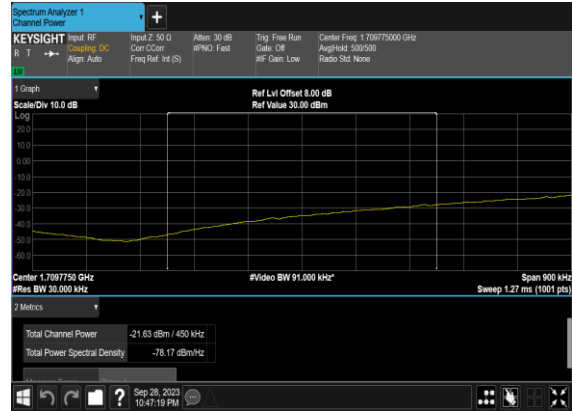 Spectrum Analyzer 1
Channel Power
+
KEYSIGHT Input: RF Input Z: 50 Ω Atten: 30 dB Trig: Free Run Center Freq: 1.709775000 GHz
R T Coupling: DC Corr CCorr #PNO: Fast Gate: Off Avg|Hold: 500/500
Align: Auto Freq Ref: Int (S) #IF Gain: Low Radio Std: None
LM
1 Graph
Ref Lvl Offset 8.00 dB
Scale/Div 10.0 dB Ref Value 30.00 dBm
Log
20.0
10.0
0.00
-10.0
-20.0
-30.0
-40.0
-50.0
-60.0
Center 1.7097750 GHz #Video BW 91.000 kHz* Span 900 kHz
#Res BW 30.000 kHz Sweep 1.27 ms (1001 pts)
2 Metrics
Total Channel Power -21.63 dBm / 450 kHz
Total Power Spectral Density -78.17 dBm/Hz
?
Sep 28, 2023
10:47:19 PM